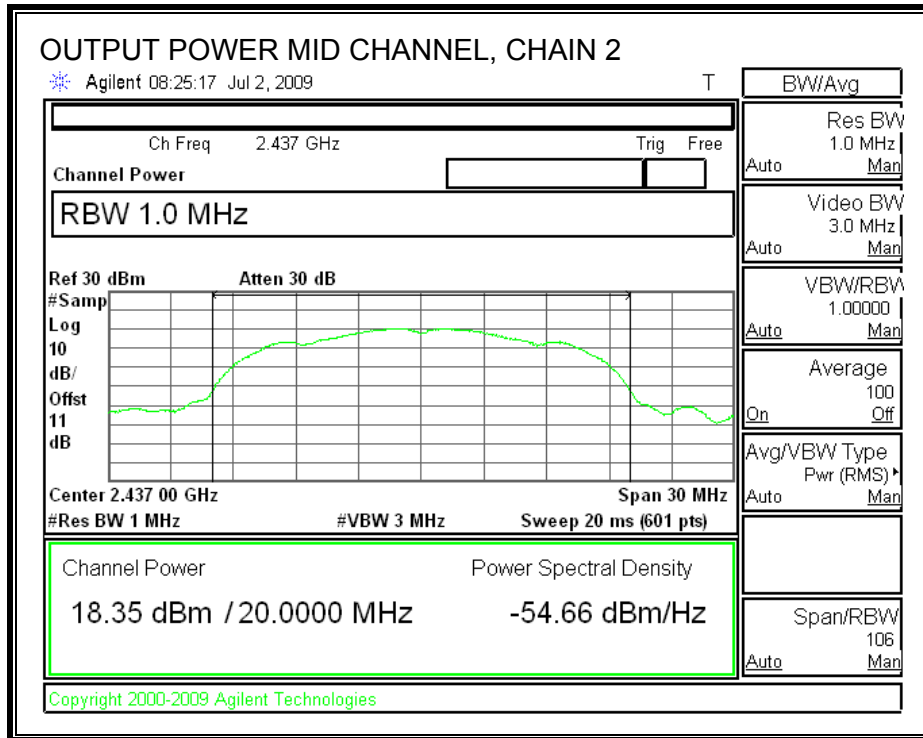 OUTPUT POWER MID CHANNEL, CHAIN 2
Agilent 08:25:17 Jul 2, 2009 T
BW/Avg
Ch Freq 2.437 GHz Trig Free
Channel Power
RBW 1.0 MHz
Ref 30 dBm Atten 30 dB
#Samp
Log
10
dB/
Offst
11
dB
Center 2.437 00 GHz Span 30 MHz
#Res BW 1 MHz #VBW 3 MHz Sweep 20 ms (601 pts)
Channel Power Power Spectral Density
18.35 dBm / 20.0000 MHz -54.66 dBm/Hz
Copyright 2000-2009 Agilent Technologies
Res BW
1.0 MHz
Auto Man
Video BW
3.0 MHz
Auto Man
VBW/RBW
1.00000
Auto Man
Average
100
On Off
Avg/VBW Type
Pwr (RMS)
Auto Man
Span/RBW
106
Auto Man